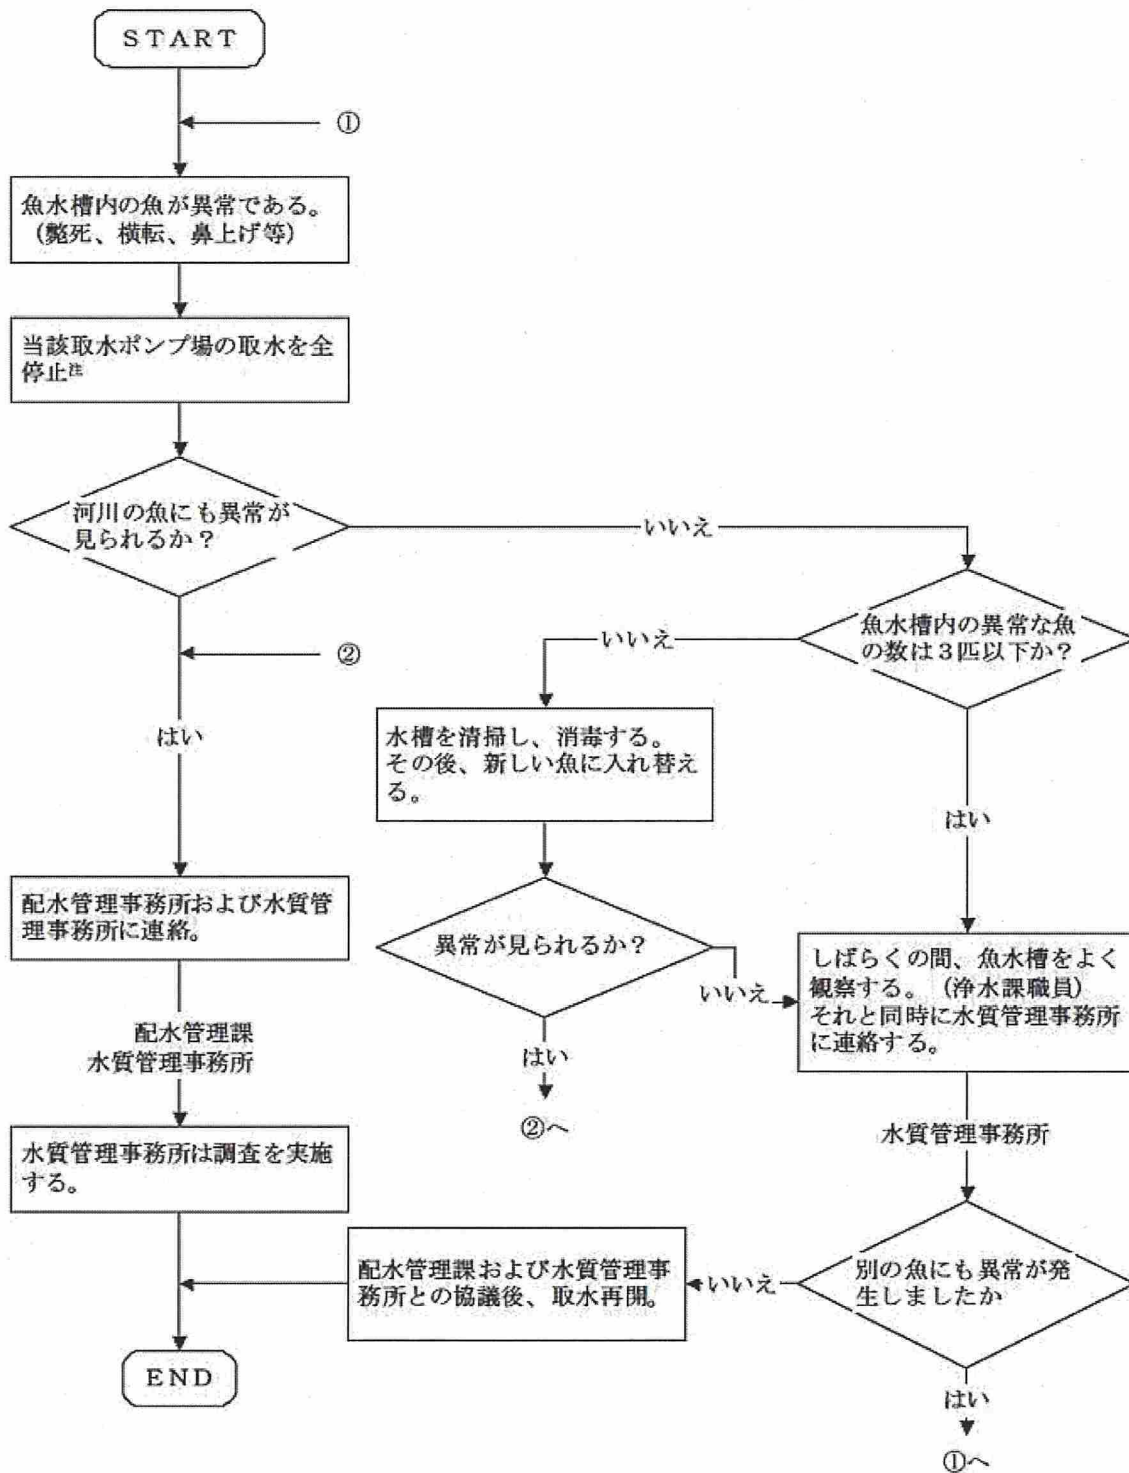 START
①
魚水槽内の魚が異常である。
（斃死、横転、鼻上げ等）
当該取水ポンプ場の取水を全
停止注
河川の魚にも異常が
見られるか？
いいえ
魚水槽内の異常な魚
の数は３匹以下か？
いいえ
②
はい
水槽を清掃し、消毒する。
その後、新しい魚に入れ替え
る。
はい
配水管理事務所および水質管
理事務所に連絡。
異常が見られるか？
いいえ
しばらくの間、魚水槽をよく
観察する。（浄水課職員）
それと同時に水質管理事務所
に連絡する。
配水管理課
水質管理事務所
はい
②へ
水質管理事務所
水質管理事務所は調査を実施
する。
別の魚にも異常が発
生しましたか
いいえ
配水管理課および水質管理事
務所との協議後、取水再開。
END
はい
①へ